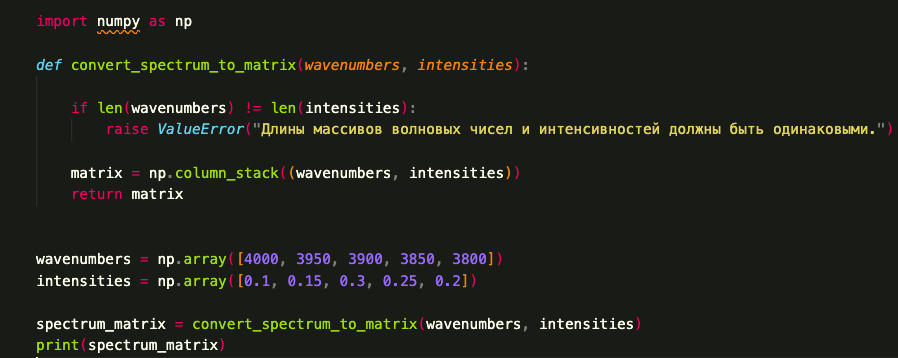 import numpy as np
def convert_spectrum_to_matrix(wavenumbers, intensities):
if len(wavenumbers) != len(intensities):
raise ValueError("Длины массивов волновых чисел и интенсивностей должны быть одинаковыми.")
matrix = np.column_stack((wavenumbers, intensities))
return matrix
wavenumbers = np.array([4000, 3950, 3900, 3850, 3800])
intensities = np.array([0.1, 0.15, 0.3, 0.25, 0.2])
spectrum_matrix = convert_spectrum_to_matrix(wavenumbers, intensities)
print(spectrum_matrix)